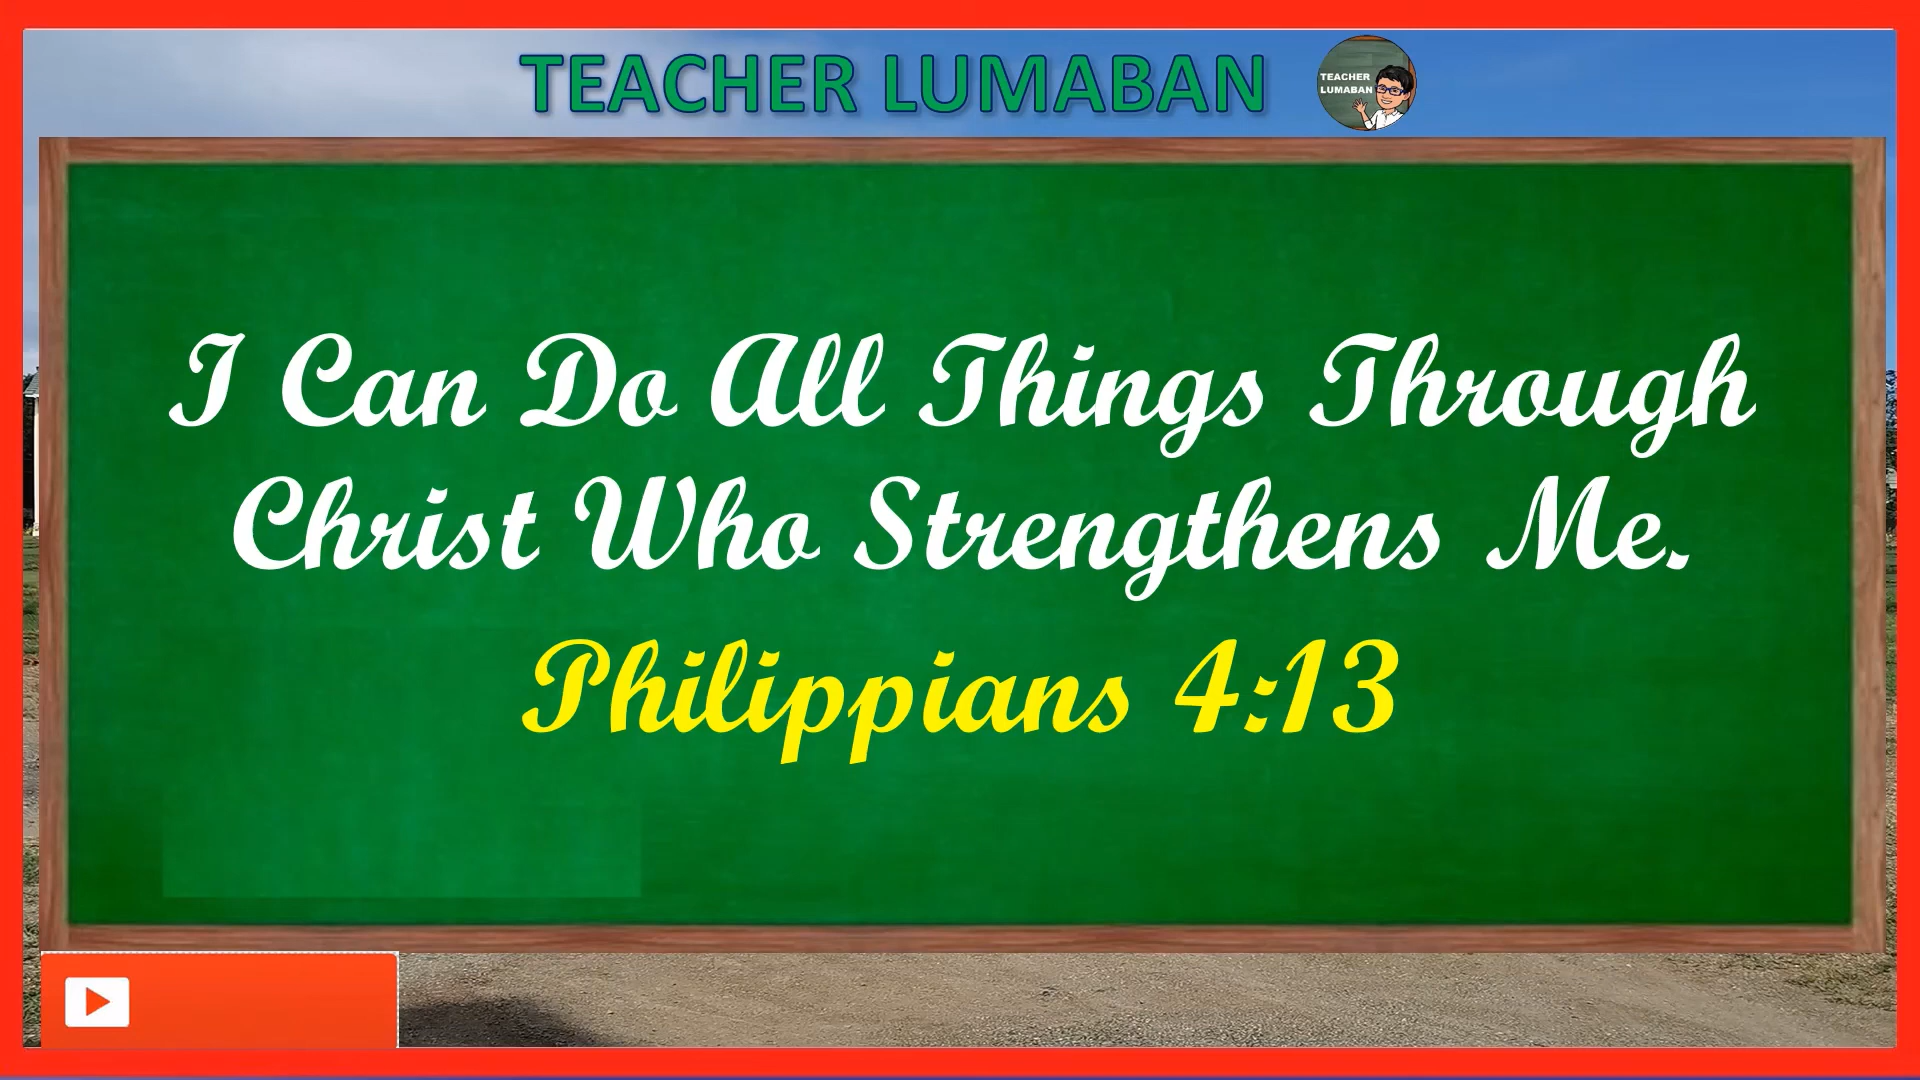 TEACHER LUMABAN
TEACHER
LUMABAN
I Can Do All Things Through
Christ Who Strengthens Me.
Philippians 4:13